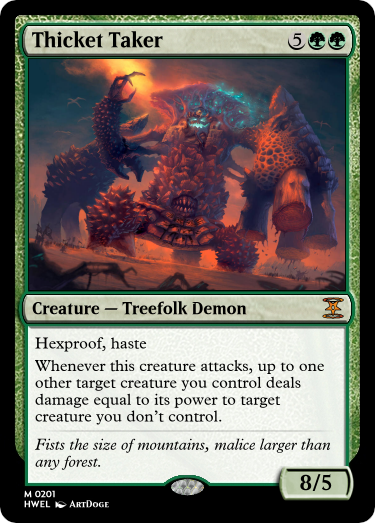 Thicket Taker 5
Creature — Treefolk Demon
Hexproof, haste
Whenever this creature attacks, up to one
other target creature you control deals
damage equal to its power to target
creature you don't control.
Fists the size of mountains, malice larger than
any forest.
8/5
M 0201
HWEL ArtDoge